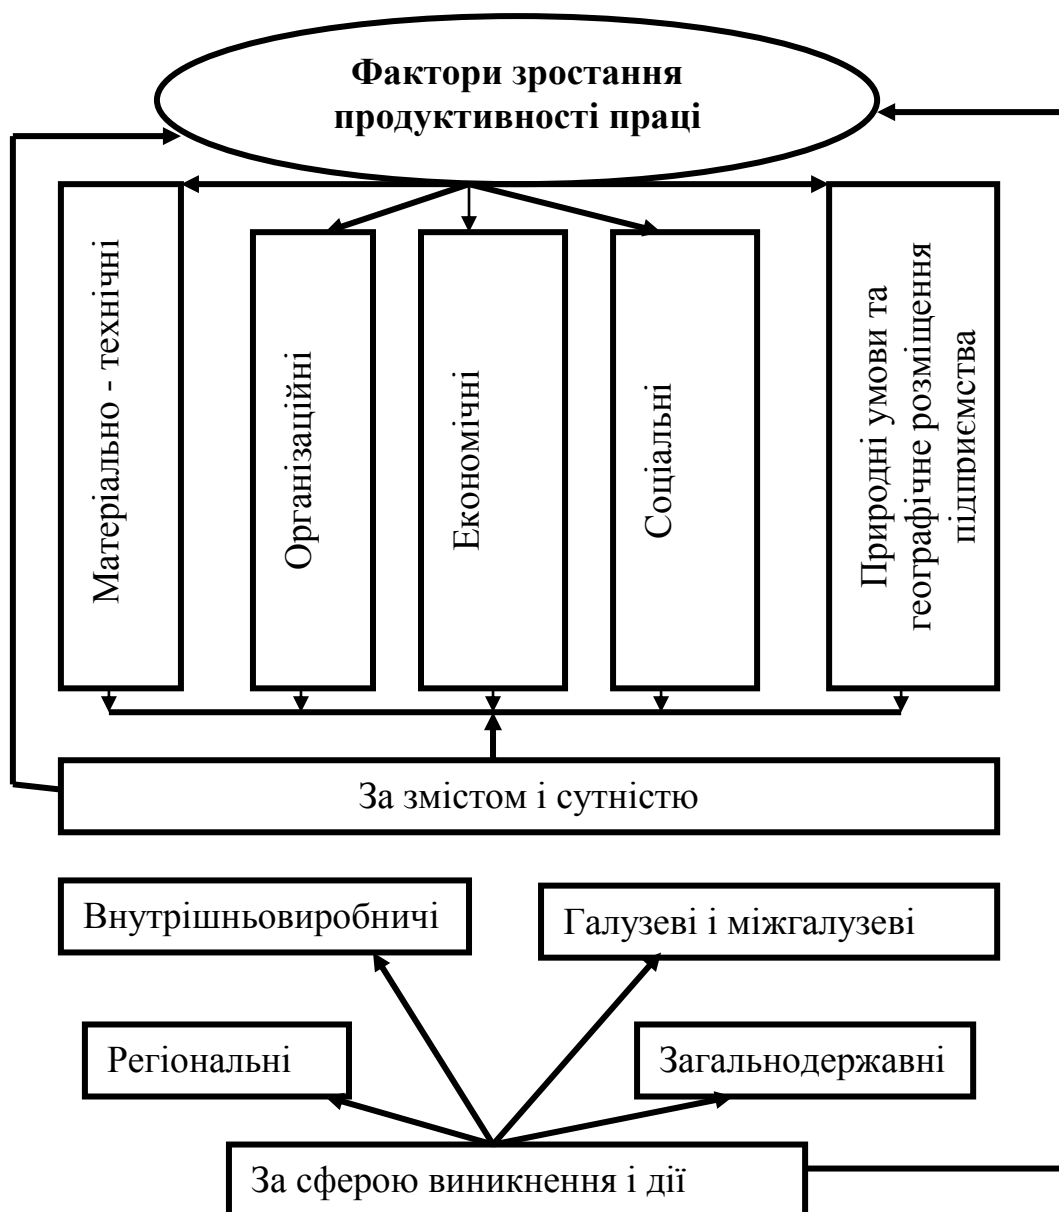 Фактори зростання
продуктивності праці
Матеріально - технічні
Організаційні
Економічні
Соціальні
Природні умови та
географічне розміщення
підприємства
За змістом і сутністю
Внутрішньовиробничі
Галузеві і міжгалузеві
Регіональні
Загальнодержавні
За сферою виникнення і дії